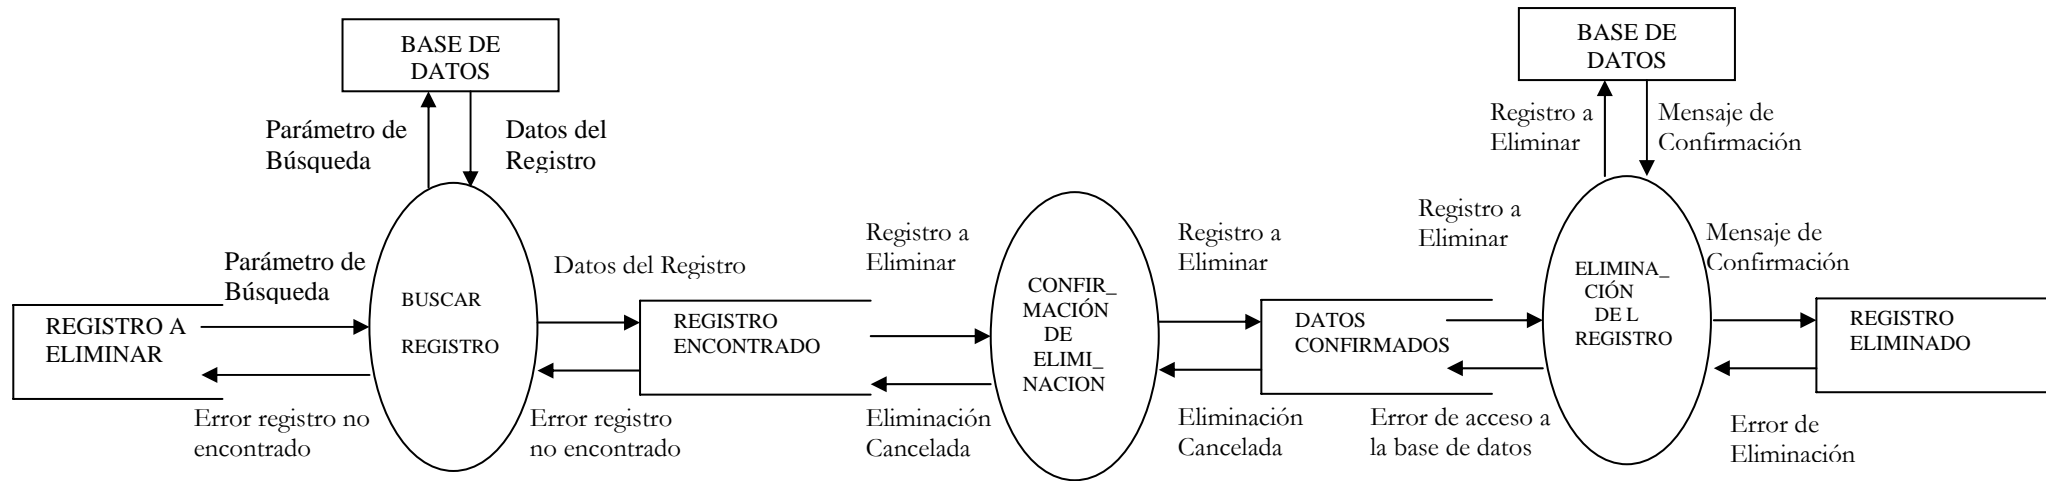 BASE DE
DATOS
Parámetro de
Búsqueda
Datos del
Registro
BASE DE
DATOS
Registro a
Eliminar
Mensaje de
Confirmación
Parámetro de
Búsqueda
REGISTRO A
ELIMINAR
Error registro no
encontrado
BUSCAR
REGISTRO
Datos del Registro
Error registro
no encontrado
REGISTRO
ENCONTRADO
Registro a
Eliminar
Eliminación
Cancelada
CONFIR_
MACIÓN
DE
ELIMI_
NACION
Registro a
Eliminar
Eliminación
Cancelada
DATOS
CONFIRMADOS
Registro a
Eliminar
Error de acceso a
la base de datos
ELIMINA_
CIÓN
DE L
REGISTRO
Mensaje de
Confirmación
Error de
Eliminación
REGISTRO
ELIMINADO